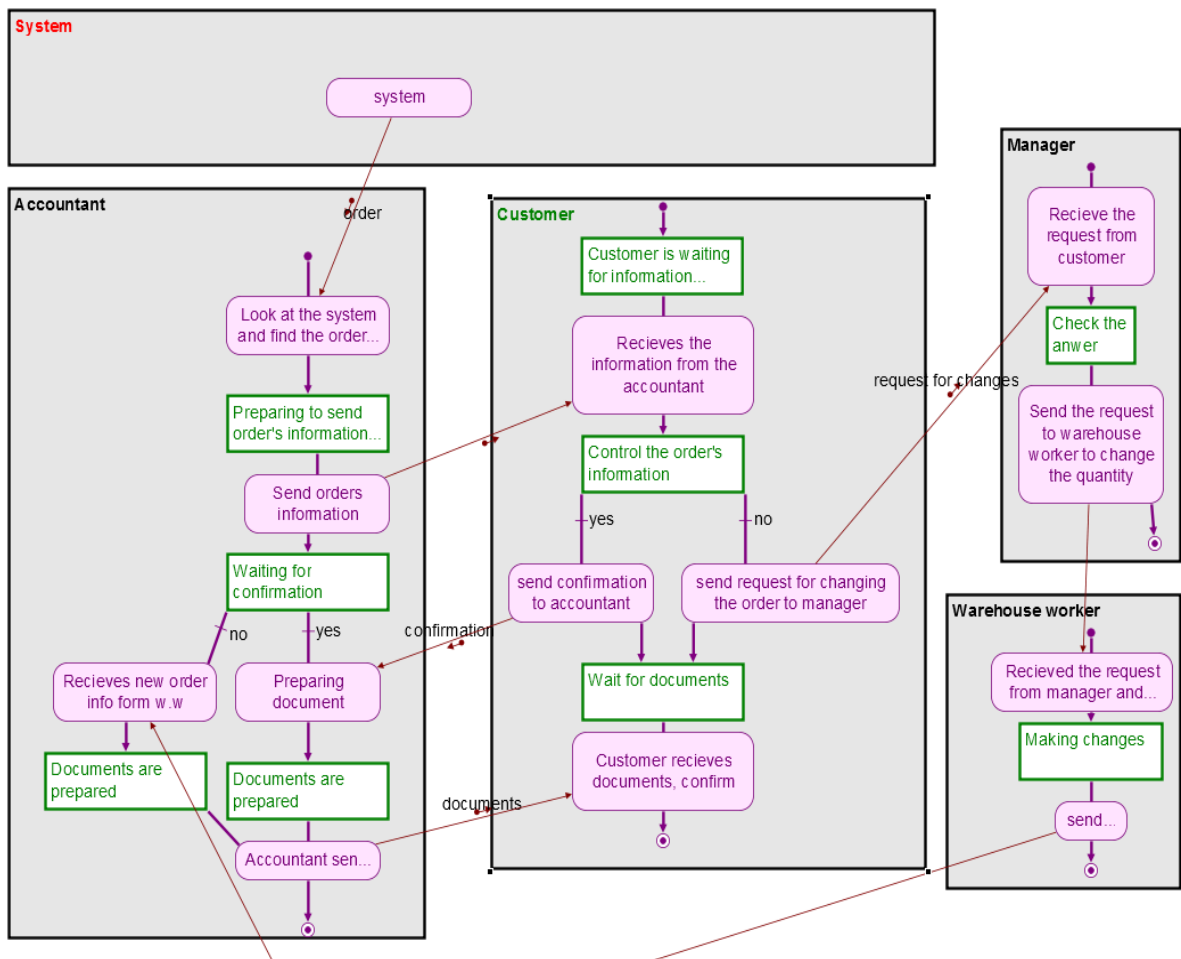 System
system
Accountant
order
Look at the system
and find the order...
Preparing to send
order's information...
Send orders
information
Waiting for
confirmation
no
yes
Recieves new order
info form w.w
Preparing
document
Documents are
prepared
Documents are
prepared
Accountant sen...
confirmation
documents
Customer
Customer is waiting
for information...
Recieves the
information from the
accountant
Control the order's
information
yes
no
send confirmation
to accountant
send request for changing
the order to manager
Wait for documents
Customer recieves
documents, confirm
request for changes
Manager
Recieve the
request from
customer
Check the
anwer
Send the request
to warehouse
worker to change
the quantity
Warehouse worker
Recieved the request
from manager and...
Making changes
send...